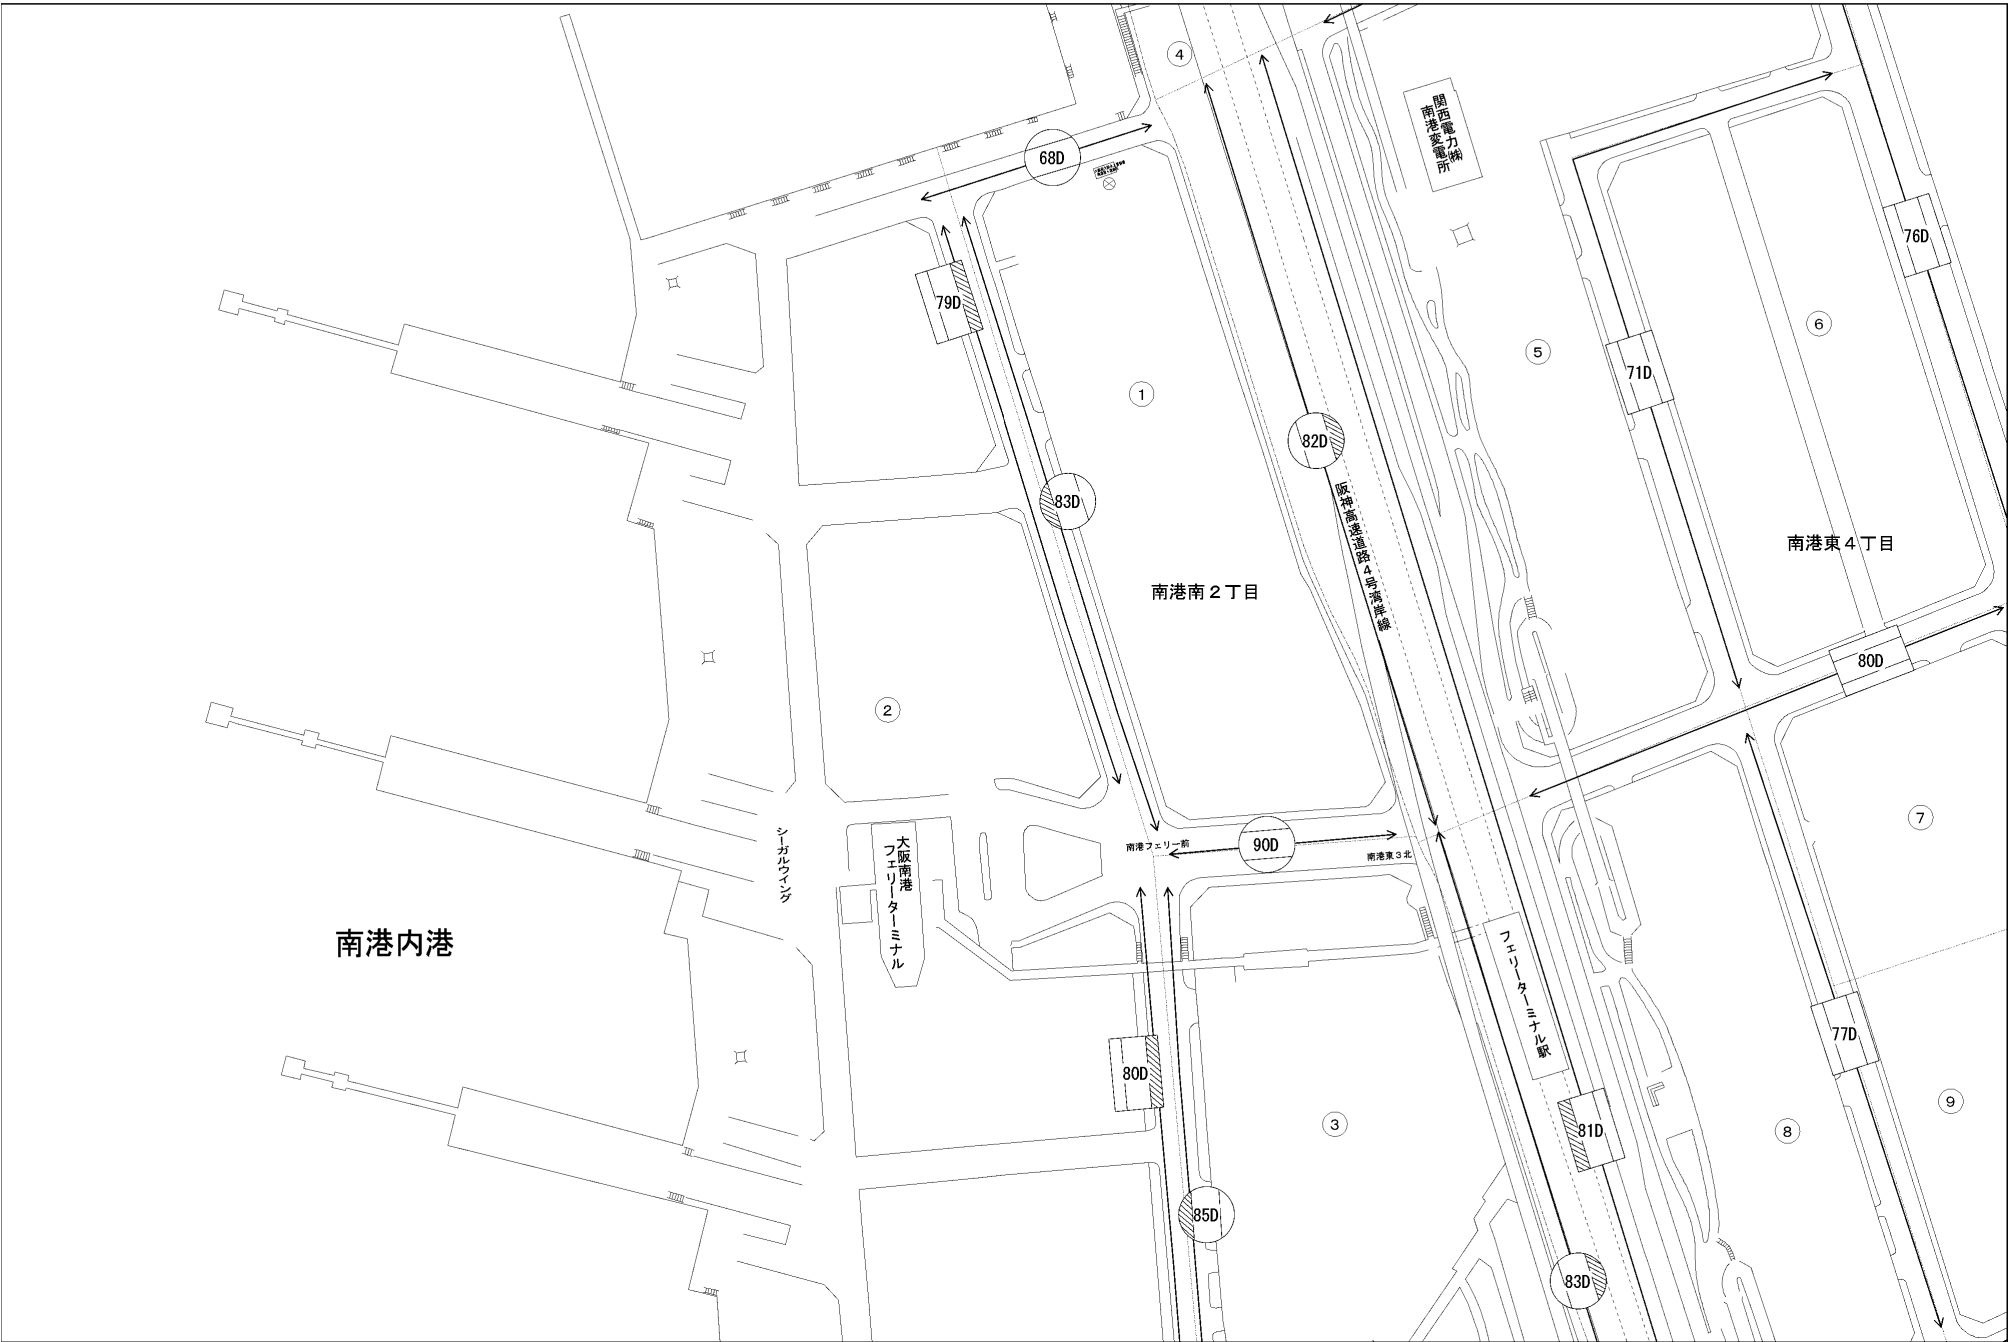 ④
68D
関西電力㈱
南港変電所
76D
79D
⑥
⑤
71D
①
82D
83D
阪神高速道路4号湾岸線
南港東4丁目
南港南2丁目
80D
②
⑦
シーガルウイング
大阪南港
フェリーターミナル
南港フェリー前
90D
南港東3北
南港内港
フェリーターミナル駅
77D
80D
⑨
③
81D
⑧
85D
83D